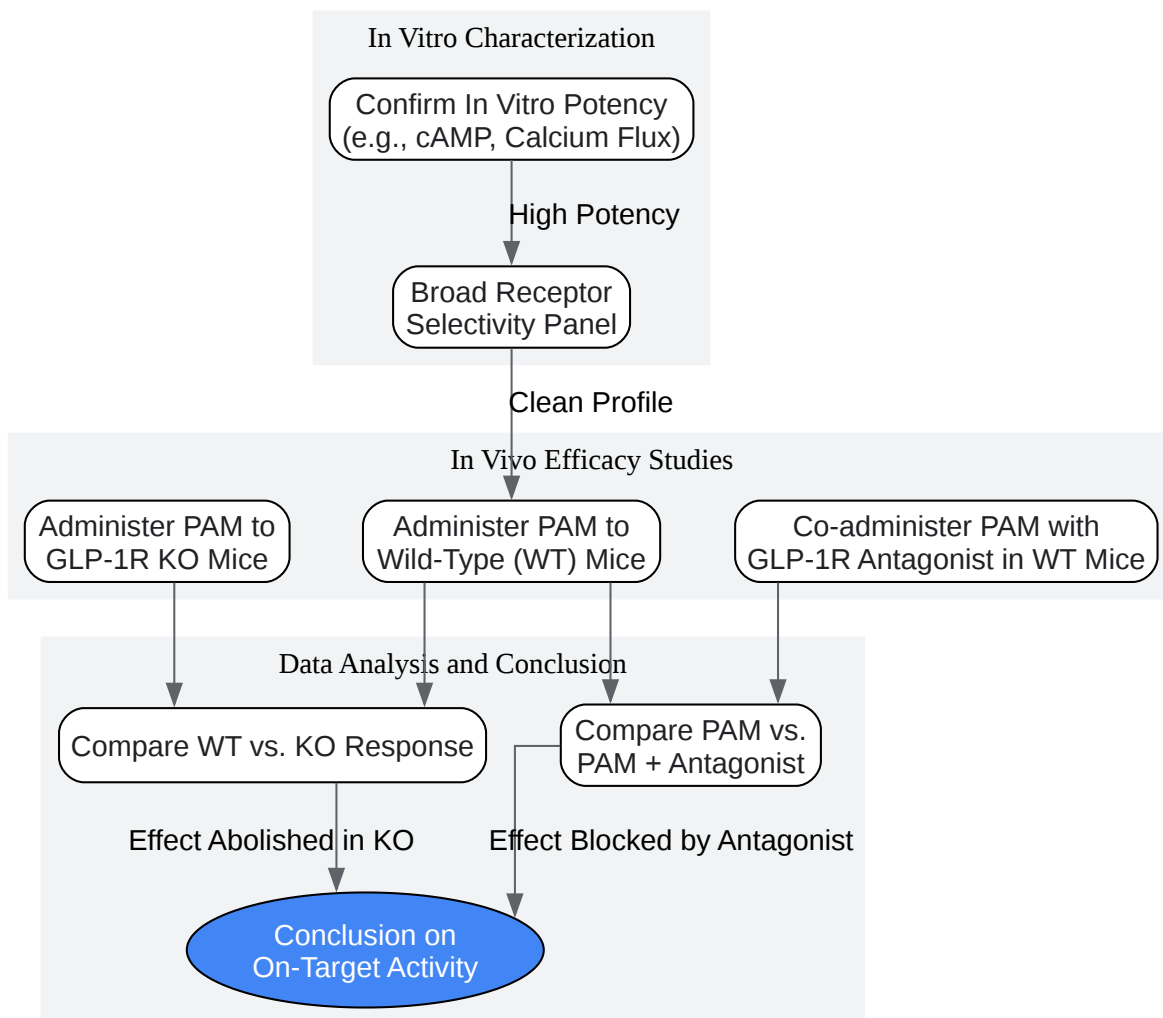 In Vitro Characterization
Confirm In Vitro Potency
(e.g., cAMP, Calcium Flux)
High Potency
Broad Receptor
Selectivity Panel
Clean Profile
In Vivo Efficacy Studies
Administer PAM to
GLP-1R KO Mice
Administer PAM to
Wild-Type (WT) Mice
Co-administer PAM with
GLP-1R Antagonist in WT Mice
Data Analysis and Conclusion
Compare WT vs. KO Response
Compare PAM vs.
PAM + Antagonist
Effect Abolished in KO
Effect Blocked by Antagonist
Conclusion on
On-Target Activity